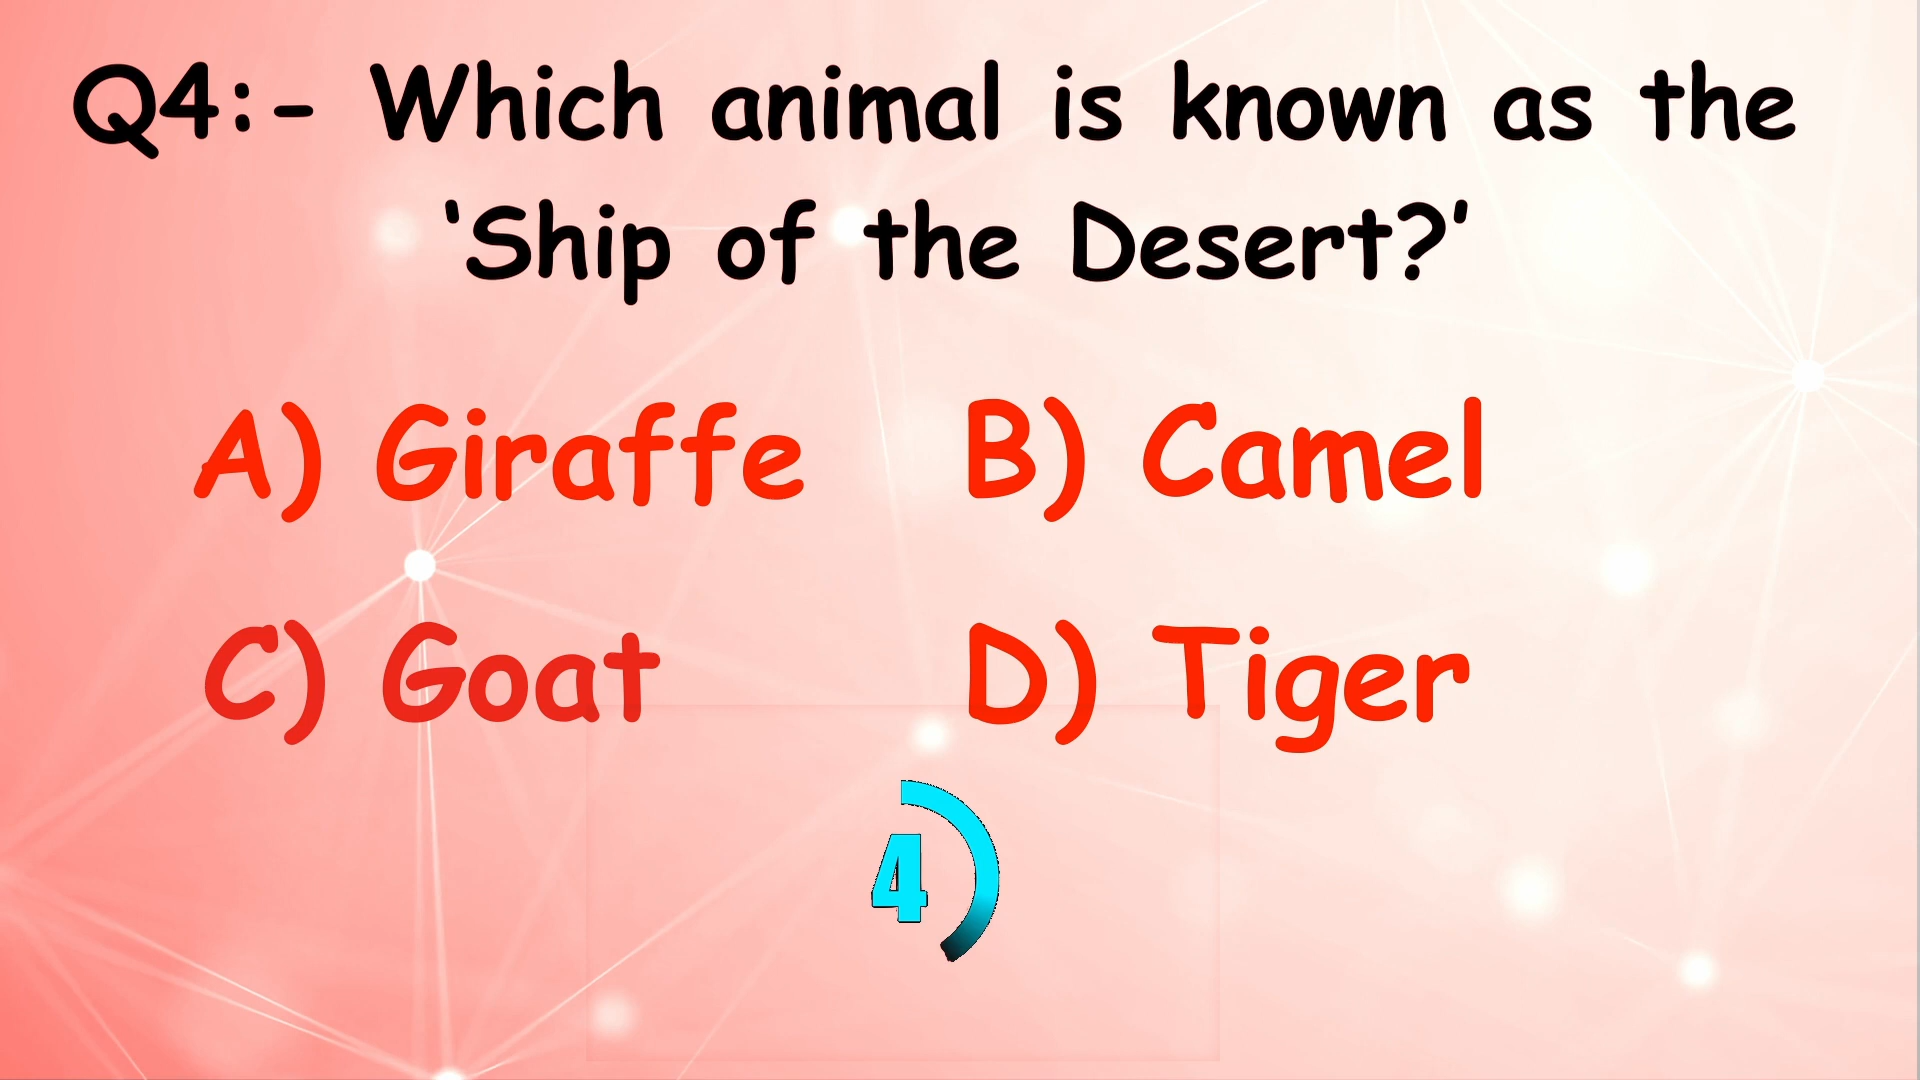 Q4:- Which animal is known as the
‘Ship of the Desert?’
A) Giraffe B) Camel
C) Goat D) Tiger
4